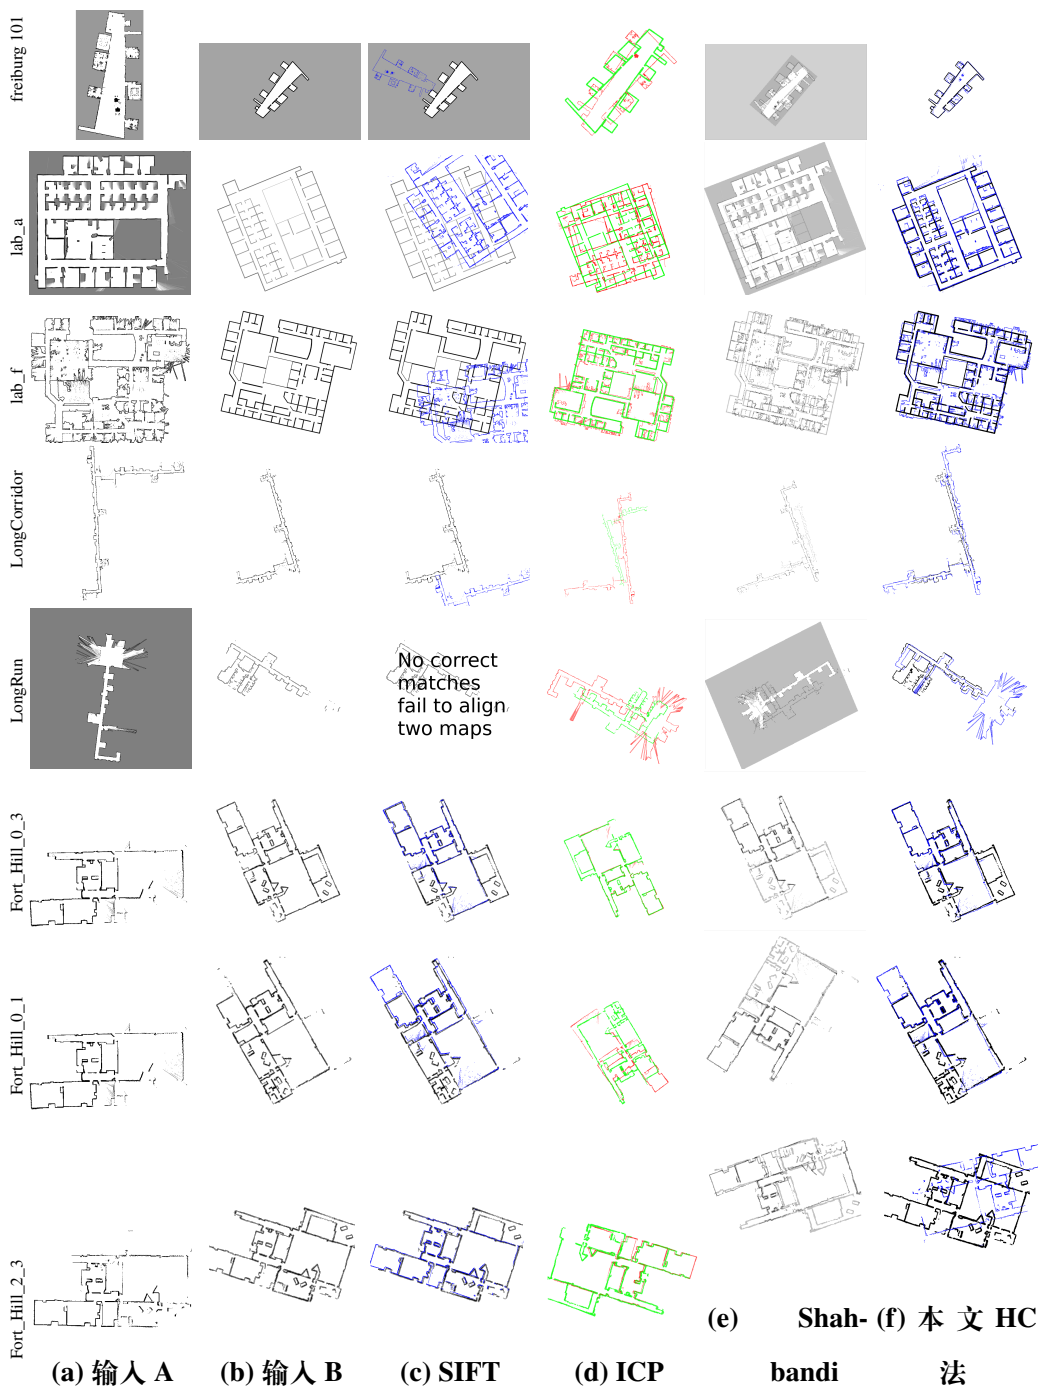 freiburg 101
lab_a
lab_f
LongCorridor
LongRun
No correct
matches
fail to align
two maps
Fort_Hill_0_3
Fort_Hill_0_1
Fort_Hill_2_3
(a) 输入 A
(b) 输入 B
(c) SIFT
(d) ICP
(e) Shah-
bandi
(f) 本 文 HC
法